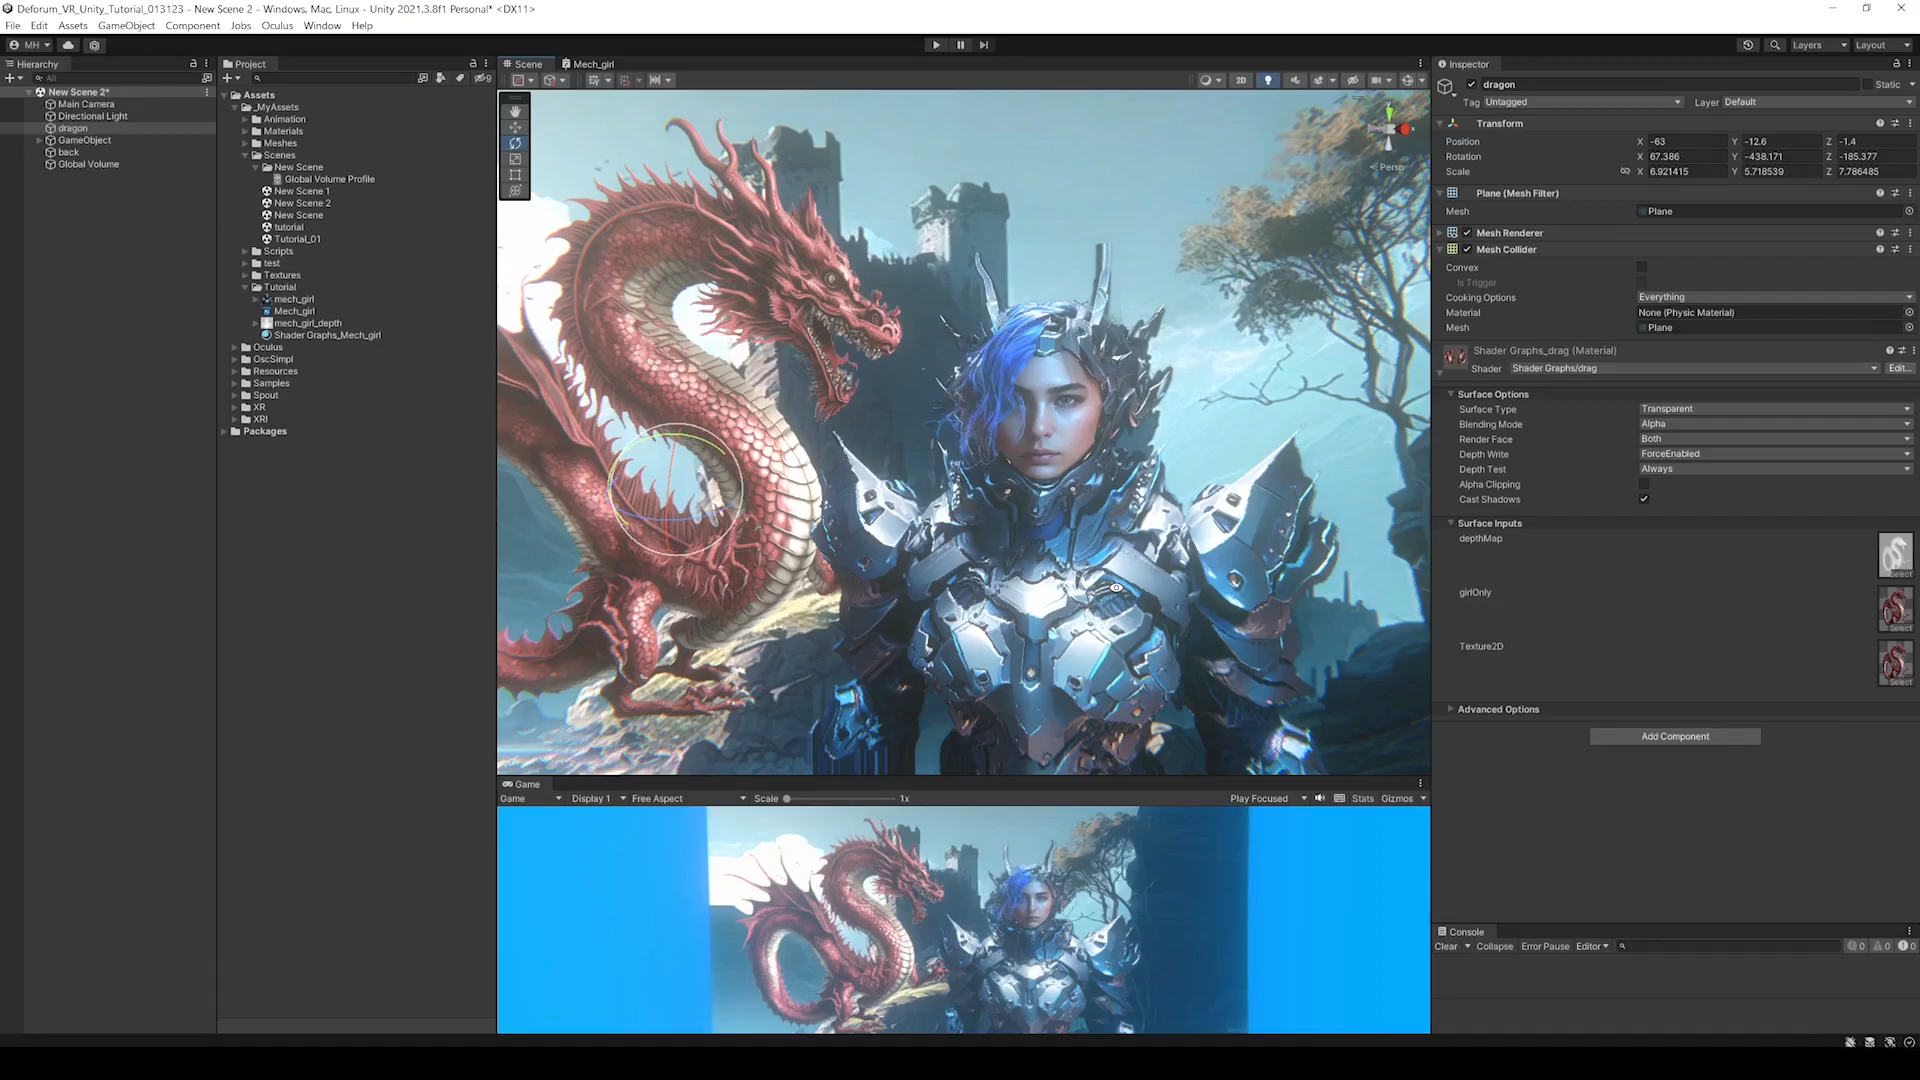 Deforum_VR_Unity_Tutorial_013123 - New Scene 2 - Windows, Mac, Linux - Unity 2021.3.8f1 Personal* <DX11>
File Edit Assets GameObject Component Jobs Oculus Window Help
MH Layers Layout
Hierarchy
All
New Scene 2*
Main Camera
Directional Light
dragon
GameObject
back
Global Volume
Project
9
Assets
_MyAssets
Animation
Materials
Meshes
Scenes
New Scene
Global Volume Profile
New Scene 1
New Scene 2
New Scene
tutorial
Tutorial_01
Scripts
test
Textures
Tutorial
mech_girl
Mech_girl
mech_girl_depth
Shader Graphs_Mech_girl
Oculus
OscSimpl
Resources
Samples
Spout
XR
XRI
Packages
Scene Mech_girl
2D
y
x
Persp
Game
Game Display 1 Free Aspect Scale 1x Play Focused Stats Gizmos
Inspector
dragon Static
Tag Untagged Layer Default
Transform
Position X -63 Y -12.6 Z -1.4
Rotation X 67.386 Y -438.171 Z -185.377
Scale X 6.921415 Y 5.718539 Z 7.786485
Plane (Mesh Filter)
Mesh Plane
Mesh Renderer
Mesh Collider
Convex
Is Trigger
Cooking Options Everything
Material None (Physic Material)
Mesh Plane
Shader Graphs_drag (Material)
Shader Shader Graphs/drag Edit...
Surface Options
Surface Type Transparent
Blending Mode Alpha
Render Face Both
Depth Write ForceEnabled
Depth Test Always
Alpha Clipping
Cast Shadows
Surface Inputs
depthMap
Select
girlOnly
Select
Texture2D
Select
Advanced Options
Add Component
Console
Clear Collapse Error Pause Editor 0 0 0